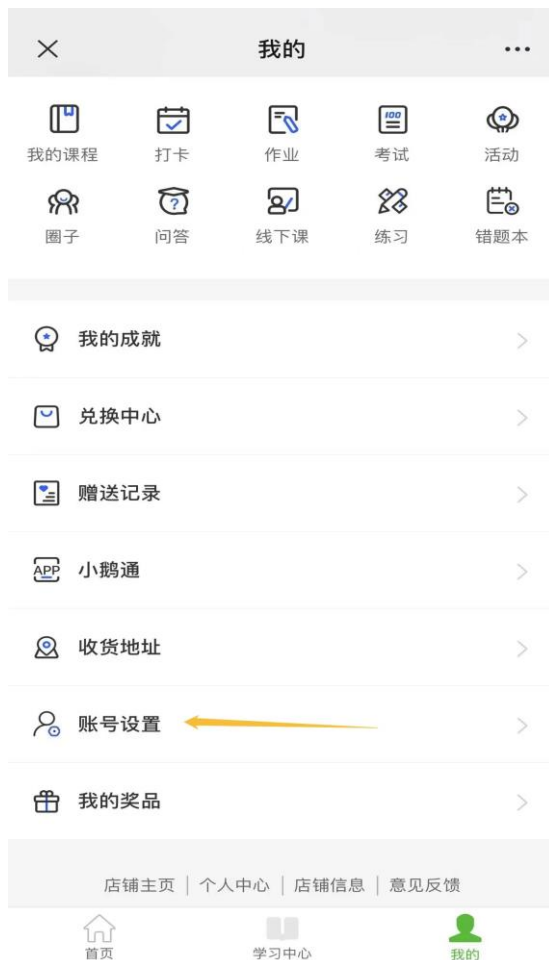 我的
我的课程 打卡 作业 考试 活动
圈子 问答 线下课 练习 错题本
我的成就
兑换中心
赠送记录
APP 小鹅通
收货地址
账号设置
我的奖品
店铺主页 | 个人中心 | 店铺信息 | 意见反馈
首页 学习中心 我的